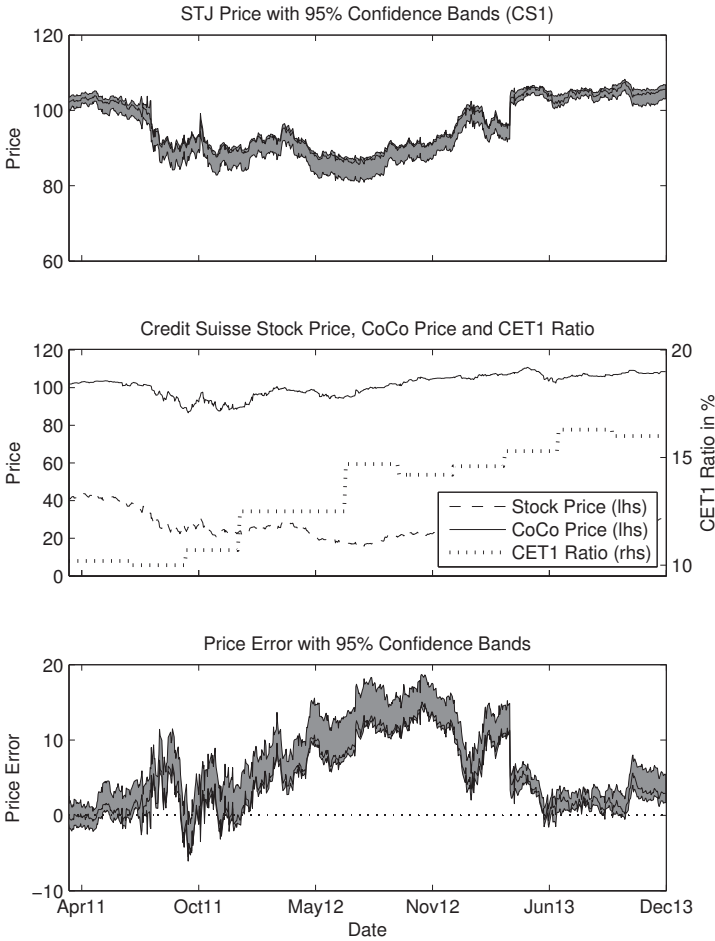 STJ Price with 95% Confidence Bands (CS1)
120
100
80
60
Price
Credit Suisse Stock Price, CoCo Price and CET1 Ratio
120
100
80
60
40
20
0
Price
20
15
10
CET1 Ratio in %
Stock Price (lhs)
CoCo Price (lhs)
CET1 Ratio (rhs)
Price Error with 95% Confidence Bands
20
10
0
−10
Price Error
Apr11 Oct11 May12 Nov12 Jun13 Dec13
Date